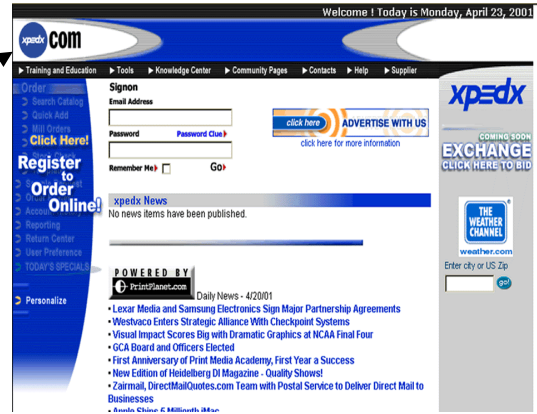 Welcome ! Today is Monday, April 23, 2001
xpedx com
Training and Education Tools Knowledge Center Community Pages Contacts Help Supplier
Order
Search Catalog
Quick Add
Mill Orders
Click Here!
Register
to
Order
Online!
Reporting
Return Center
User Preference
TODAY'S SPECIALS
Personalize
Signon
Email Address
Password Password Clue
Remember Me Go
click here ADVERTISE WITH US
click here for more information
xpedx News
No news items have been published.
POWERED BY
PrintPlanet.com
Daily News - 4/20/01
• Lexar Media and Samsung Electronics Sign Major Partnership Agreements
• Westvaco Enters Strategic Alliance With Checkpoint Systems
• Visual Impact Scores Big with Dramatic Graphics at NCAA Final Four
• GCA Board and Officers Elected
• First Anniversary of Print Media Academy, First Year a Success
• New Edition of Heidelberg DI Magazine - Quality Shows!
• Zairmail, DirectMailQuotes.com Team with Postal Service to Deliver Direct Mail to
Businesses
• Apple Ships 5 Millionth iMac
xpedx
COMING SOON
EXCHANGE
CLICK HERE TO BID
THE
WEATHER
CHANNEL
weather.com
Enter city or US Zip
go!